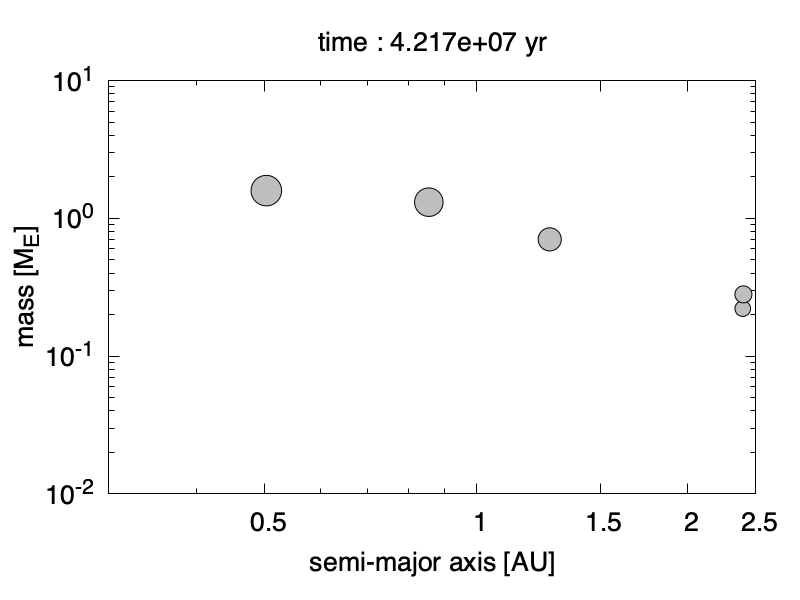 time : 4.217e+07 yr
10^1
10^0
10^-1
10^-2
mass [M_E]
0.5 1 1.5 2 2.5
semi-major axis [AU]